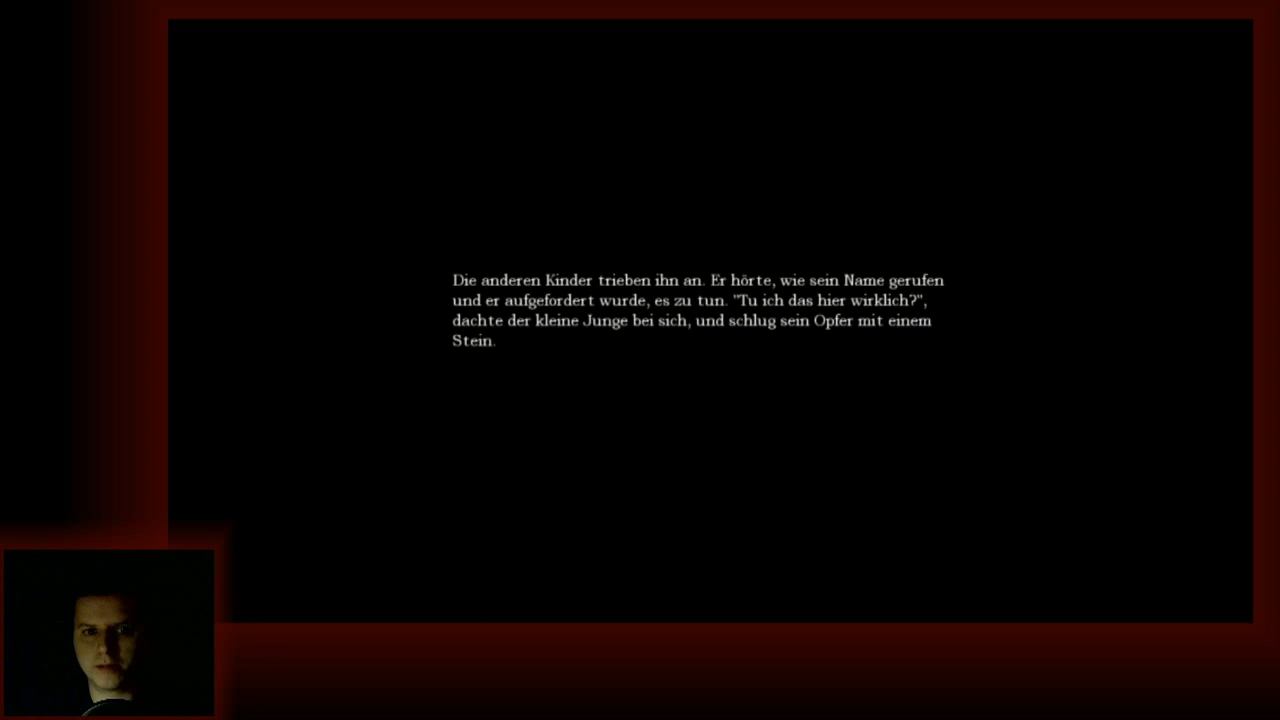 Die anderen Kinder trieben ihn an. Er hörte, wie sein Name gerufen
und er aufgefordert wurde, es zu tun. "Tu ich das hier wirklich?",
dachte der kleine Junge bei sich, und schlug sein Opfer mit einem
Stein.